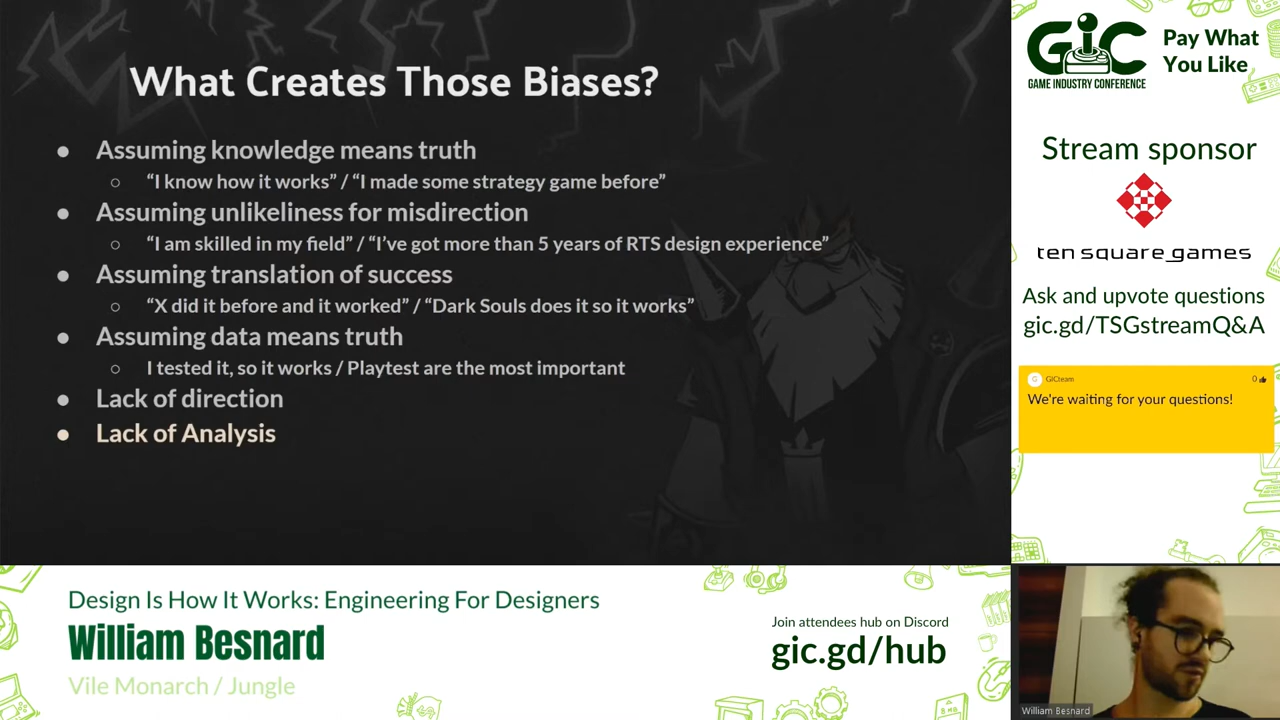 What Creates Those Biases?
● Assuming knowledge means truth
○ “I know how it works” / “I made some strategy game before”
● Assuming unlikeliness for misdirection
○ “I am skilled in my field” / “I’ve got more than 5 years of RTS design experience”
● Assuming translation of success
○ “X did it before and it worked” / “Dark Souls does it so it works”
● Assuming data means truth
○ I tested it, so it works / Playtest are the most important
● Lack of direction
● Lack of Analysis
GIC
GAME INDUSTRY CONFERENCE
Pay What
You Like
Stream sponsor
ten square games
Ask and upvote questions
gic.gd/TSGstreamQ&A
G
GICteam
0
We're waiting for your questions!
Design Is How It Works: Engineering For Designers
William Besnard
Vile Monarch / Jungle
Join attendees hub on Discord
gic.gd/hub
William Besnard